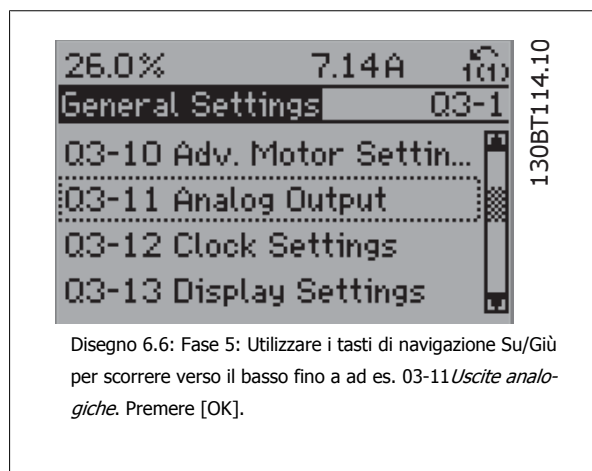 26.0% 7.14A 1(1)
General Settings Q3-1
Q3-10 Adv. Motor Settin...
Q3-11 Analog Output
Q3-12 Clock Settings
Q3-13 Display Settings
130BT114.10
Disegno 6.6: Fase 5: Utilizzare i tasti di navigazione Su/Giù
per scorrere verso il basso fino a ad es. 03-11Uscite analo-
giche. Premere [OK].